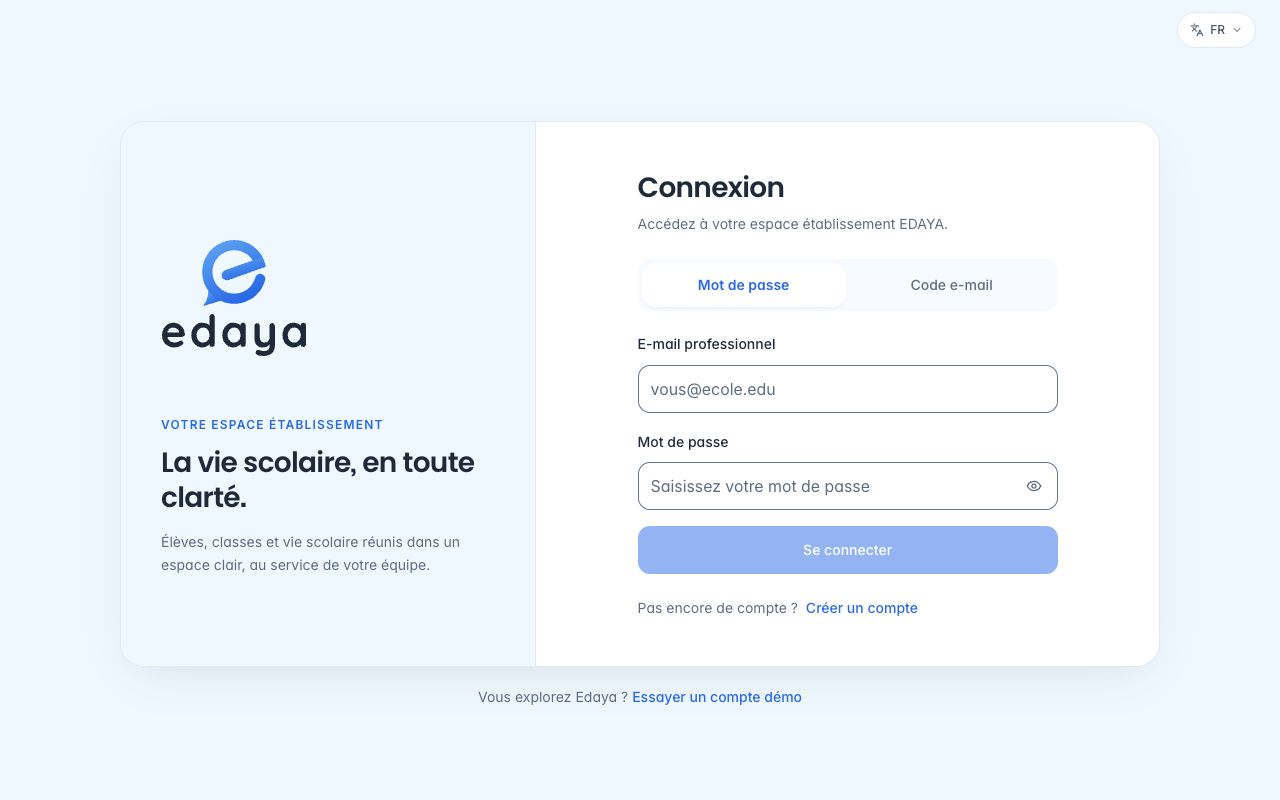 FR
edaya
VOTRE ESPACE ÉTABLISSEMENT
La vie scolaire, en toute
clarté.
Élèves, classes et vie scolaire réunis dans un
espace clair, au service de votre équipe.
Connexion
Accédez à votre espace établissement EDAYA.
Mot de passe
Code e-mail
E-mail professionnel
vous@ecole.edu
Mot de passe
Saisissez votre mot de passe
Se connecter
Pas encore de compte ? Créer un compte
Vous explorez Edaya ? Essayer un compte démo